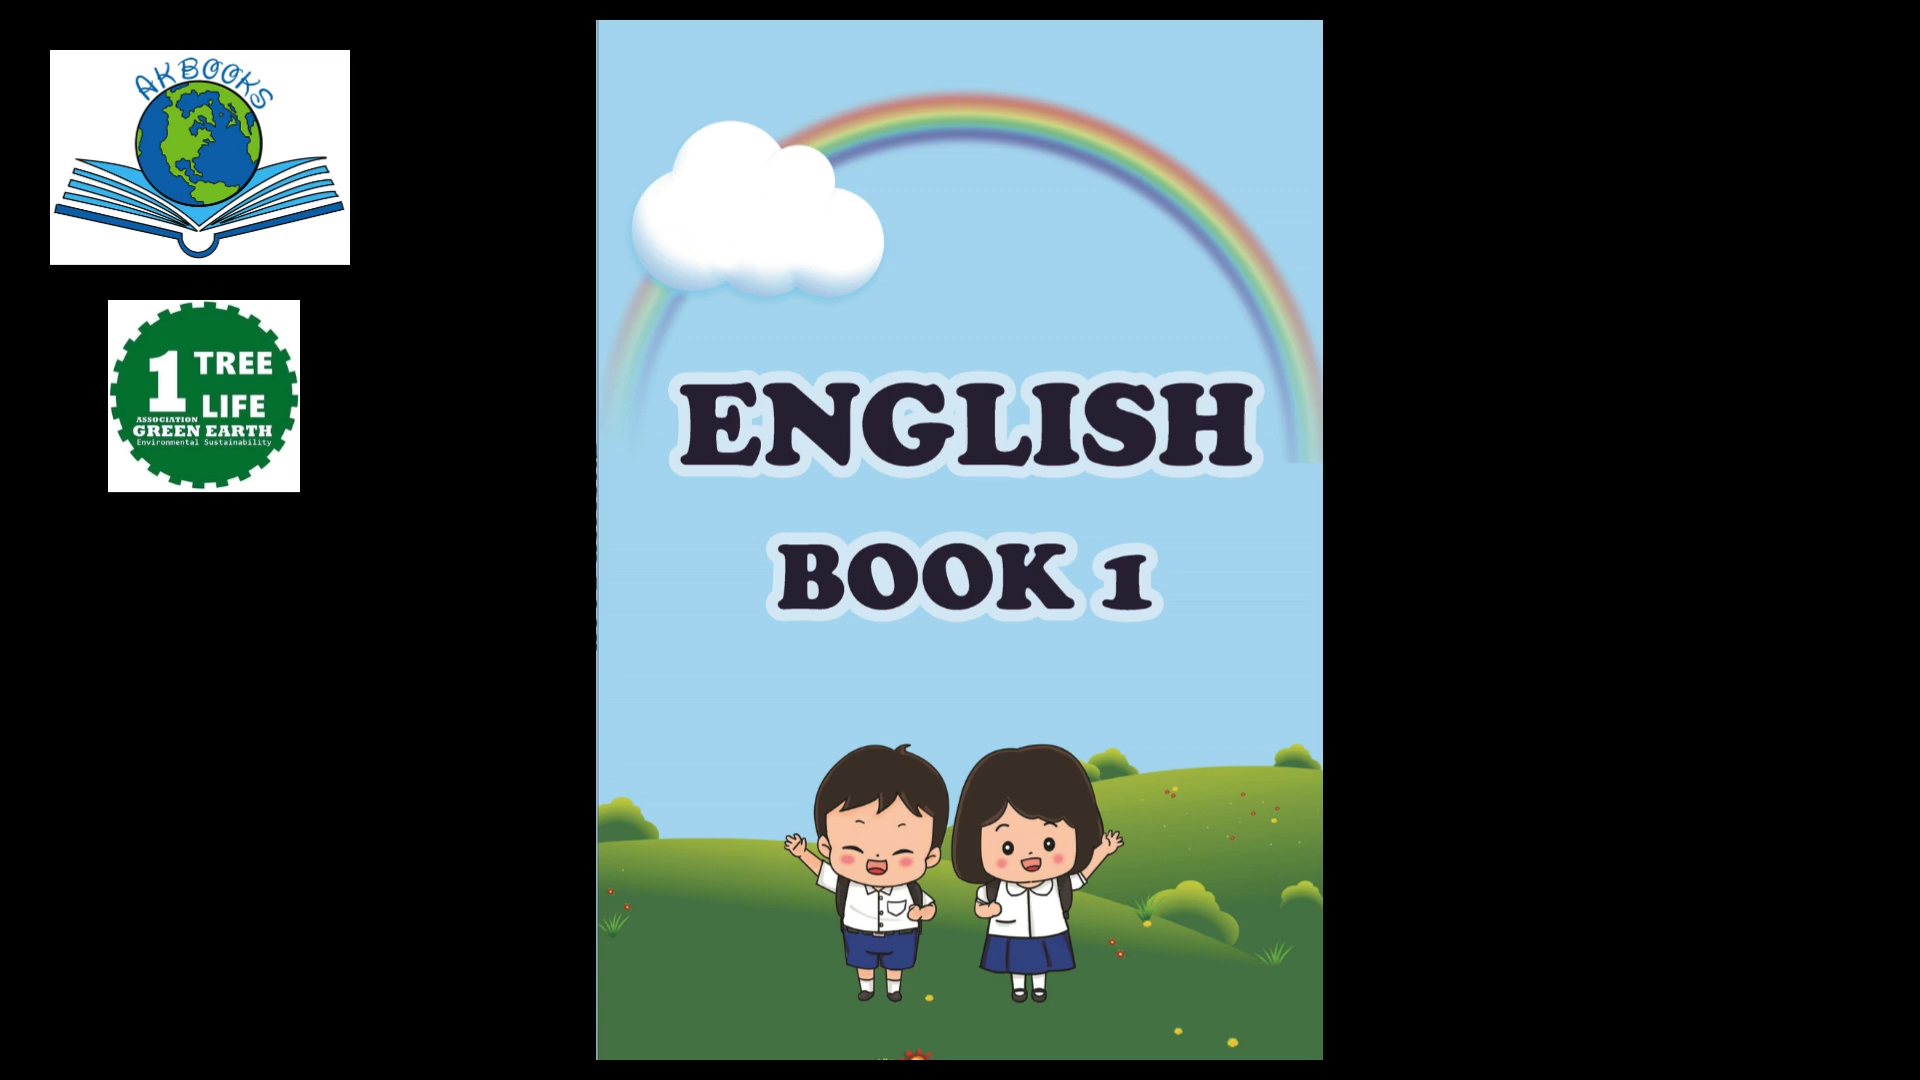 AKBOOKS
1 TREE
LIFE
ASSOCIATION
GREEN EARTH
Environmental Sustainability
ENGLISH
BOOK 1